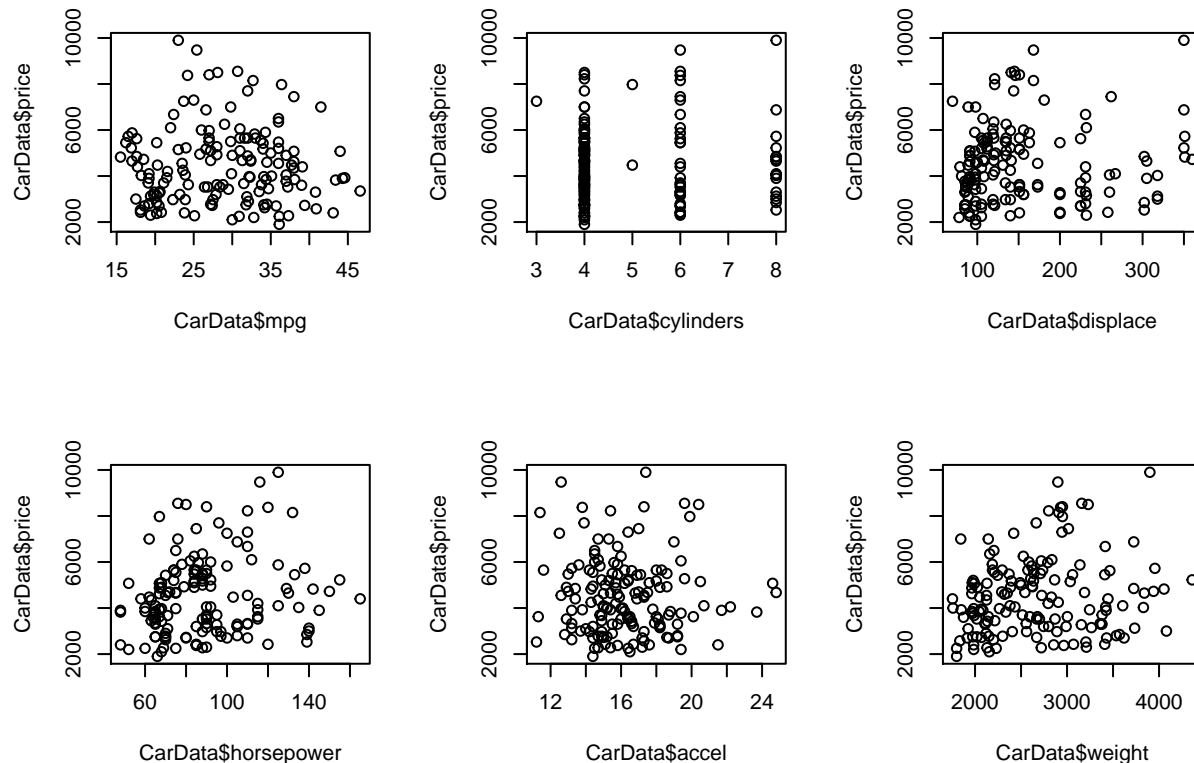 CarData$price
2000 6000 10000
15 25 35 45
CarData$mpg
CarData$price
2000 6000 10000
3 4 5 6 7 8
CarData$cylinders
CarData$price
2000 6000 10000
100 200 300
CarData$displace
CarData$price
2000 6000 10000
60 80 100 140
CarData$horsepower
CarData$price
2000 6000 10000
12 16 20 24
CarData$accel
CarData$price
2000 6000 10000
2000 3000 4000
CarData$weight